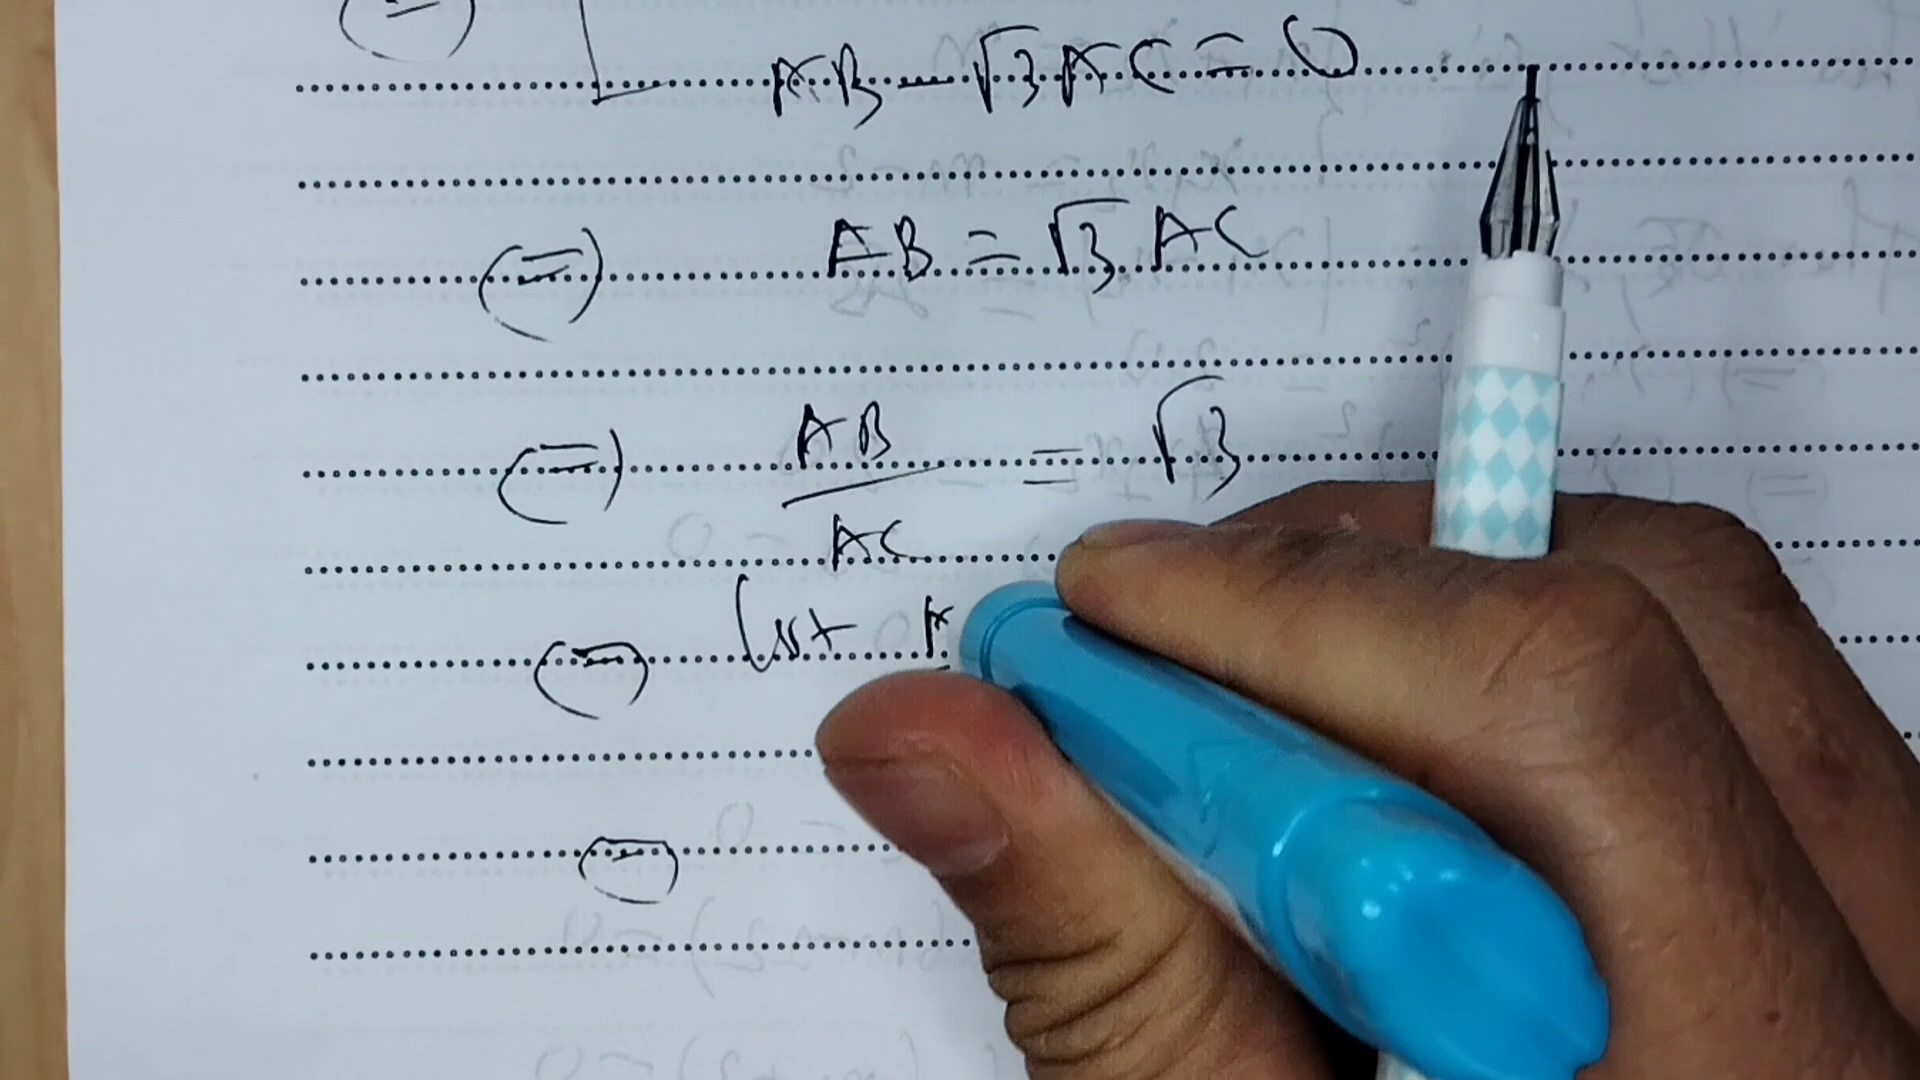 AB - √3 AC = 0
(=) AB = √3 AC
(=) AB/AC = √3
(=)
(=)